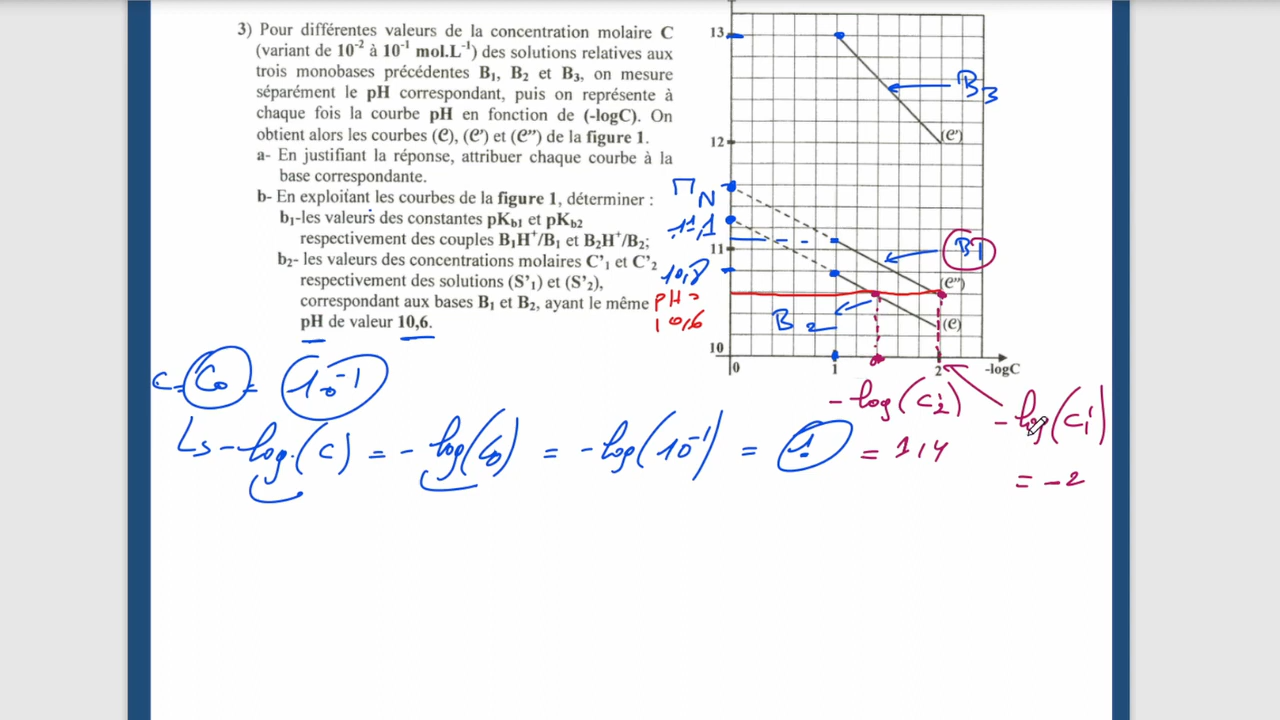 3) Pour différentes valeurs de la concentration molaire C
(variant de 10⁻² à 10⁻¹ mol.L⁻¹) des solutions relatives aux
trois monobases précédentes B₁, B₂ et B₃, on mesure
séparément le pH correspondant, puis on représente à
chaque fois la courbe pH en fonction de (-logC). On
obtient alors les courbes (C), (C') et (C'') de la figure 1.
a- En justifiant la réponse, attribuer chaque courbe à la
base correspondante.
b- En exploitant les courbes de la figure 1, déterminer :
b₁-les valeurs des constantes pKb1 et pKb2
respectivement des couples B₁H⁺/B₁ et B₂H⁺/B₂;
b₂- les valeurs des concentrations molaires C'₁ et C'₂
respectivement des solutions (S'₁) et (S'₂),
correspondant aux bases B₁ et B₂, ayant le même
pH de valeur 10,6.
13
B3
12
(C')
11,1
11
B1
10,8
(C'')
pH =
10,6
B2
(C)
10
0
1
2
-logC
C = C0 = 10⁻¹
-log(C) = -log(C0) = -log(10⁻¹) = 1
-log(C'2)
= 1,4
-log(C'1)
= -2